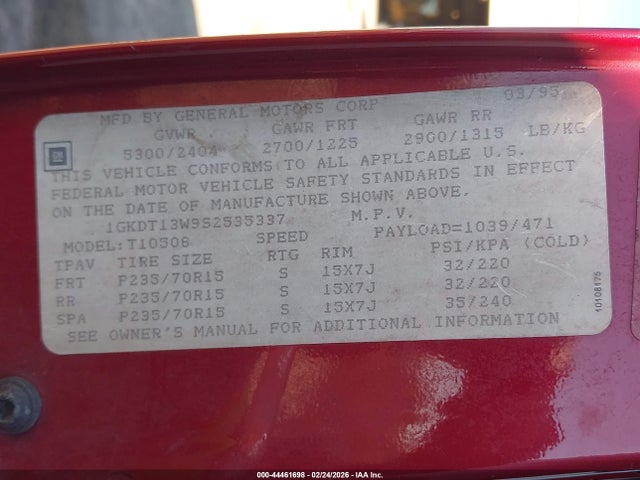 MFD BY GENERAL MOTORS CORP 03/95
GVWR GAWR FRT GAWR RR
5300/2404 2700/1225 2900/1315 LB/KG
GM
THIS VEHICLE CONFORMS TO ALL APPLICABLE U.S.
FEDERAL MOTOR VEHICLE SAFETY STANDARDS IN EFFECT
ON THE DATE OF MANUFACTURE SHOWN ABOVE.
1GKDT13W9S2535337 M.P.V.
MODEL:T10506 SPEED PAYLOAD=1039/471
TPAV TIRE SIZE RTG RIM PSI/KPA (COLD)
FRT P235/70R15 S 15X7J 32/220
RR P235/70R15 S 15X7J 32/220
SPA P235/70R15 S 15X7J 35/240
SEE OWNER'S MANUAL FOR ADDITIONAL INFORMATION
10108175
000-44461698 - 02/24/2026 - IAA Inc.